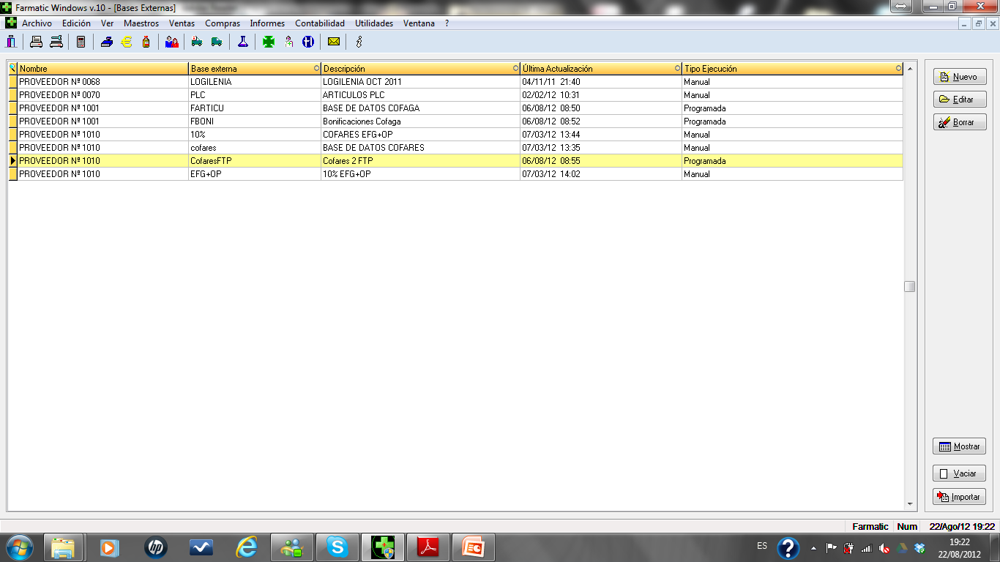 Farmatic Windows v.10 - [Bases Externas]
Archivo Edición Ver Maestros Ventas Compras Informes Contabilidad Utilidades Ventana ?
Nombre Base externa Descripción Última Actualización Tipo Ejecución
PROVEEDOR Nº 0068 LOGILENIA LOGILENIA OCT 2011 04/11/11 21:40 Manual
PROVEEDOR Nº 0070 PLC ARTICULOS PLC 02/02/12 10:31 Manual
PROVEEDOR Nº 1001 FARTICU BASE DE DATOS COFAGA 06/08/12 08:50 Programada
PROVEEDOR Nº 1001 FBONI Bonificaciones Cofaga 06/08/12 08:52 Programada
PROVEEDOR Nº 1010 10% COFARES EFG+OP 07/03/12 13:44 Manual
PROVEEDOR Nº 1010 cofares BASE DE DATOS COFARES 07/03/12 13:35 Manual
PROVEEDOR Nº 1010 CofaresFTP Cofares 2 FTP 06/08/12 08:55 Programada
PROVEEDOR Nº 1010 EFG+OP 10% EFG+OP 07/03/12 14:02 Manual
Nuevo
Editar
Borrar
Mostrar
Vaciar
Importar
Farmatic Num 22/Ago/12 19:22
hp
ES
19:22
22/08/2012